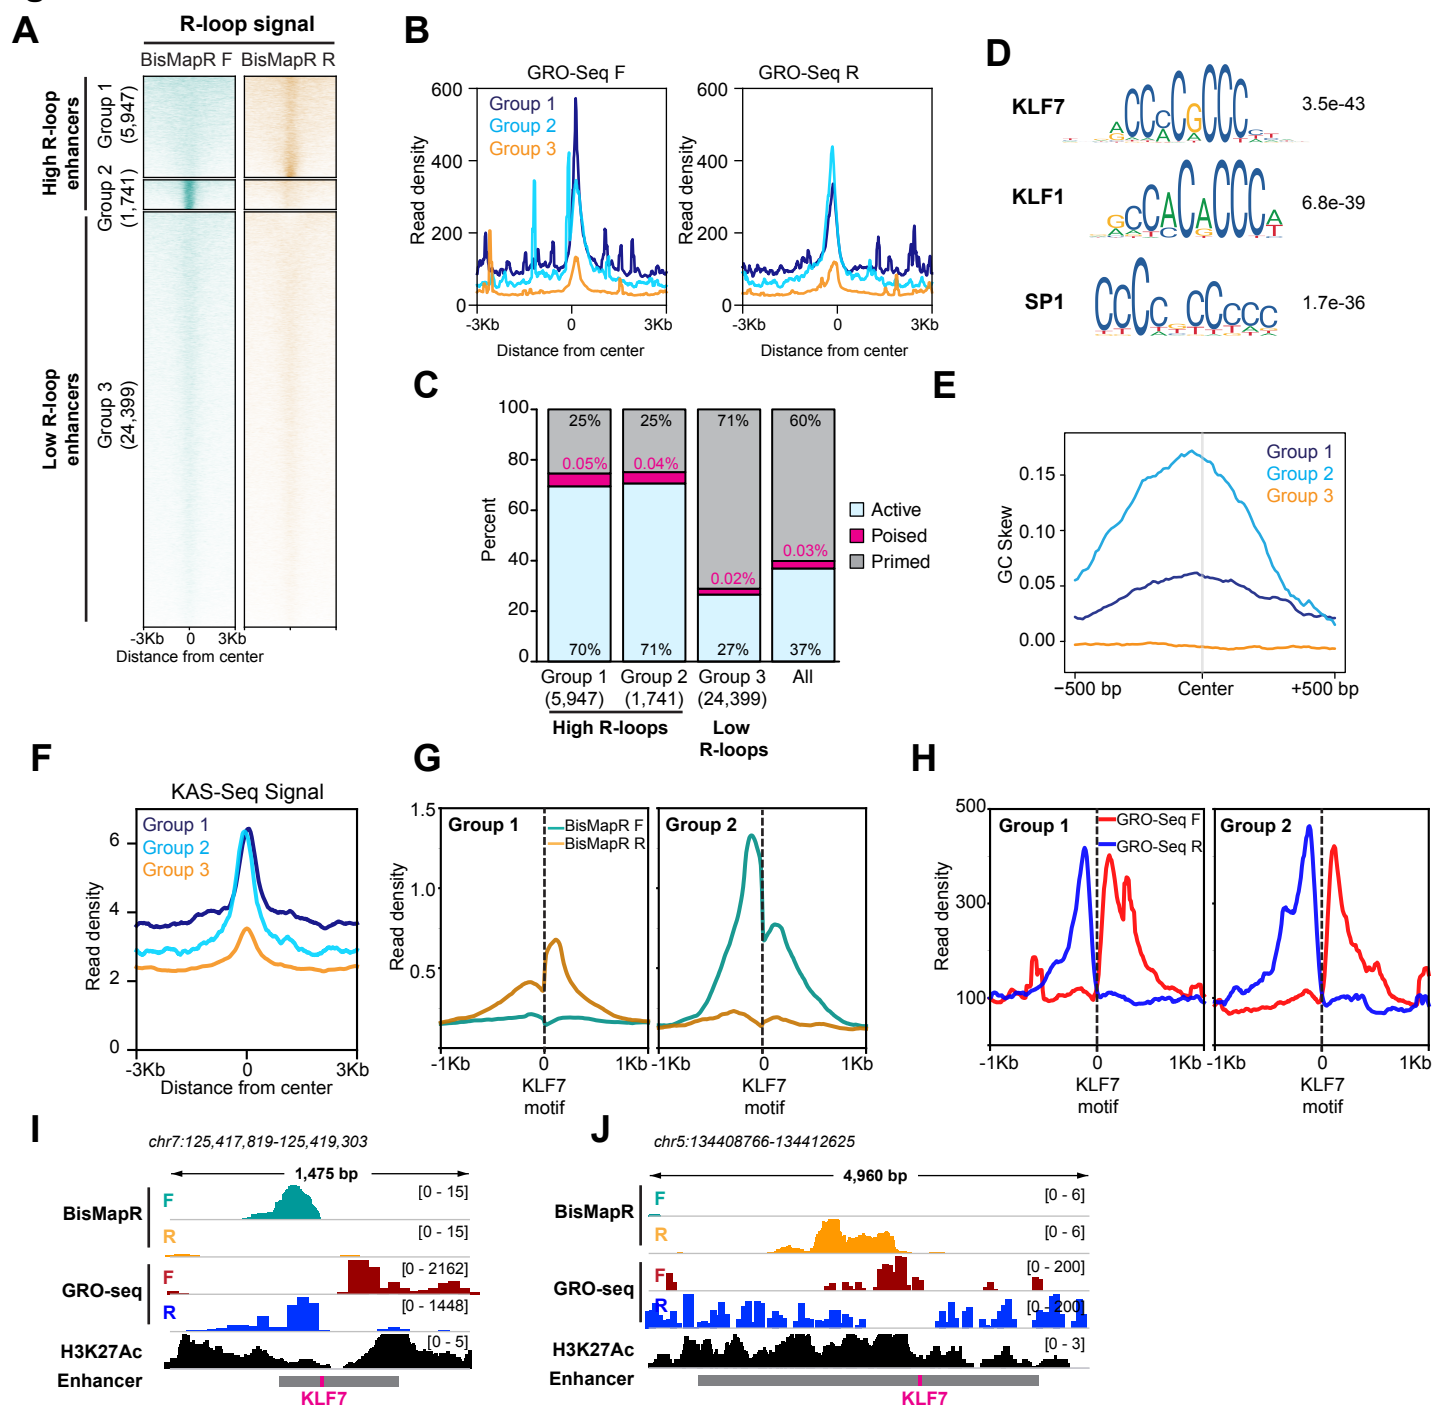 A
R-loop signal
BisMapR F
BisMapR R
High R-loop enhancers
Group 1 (5,947)
Group 2 (1,741)
Low R-loop enhancers
Group 3 (24,399)
-3Kb 0 3Kb
Distance from center
B
GRO-Seq F
GRO-Seq R
Read density
600
400
200
0
Group 1
Group 2
Group 3
-3Kb 0 3Kb
Distance from center
Read density
600
400
200
0
-3Kb 0 3Kb
Distance from center
D
KLF7
3.5e-43
KLF1
6.8e-39
SP1
1.7e-36
C
Percent
100
80
60
40
20
0
25% 25% 71% 60%
0.05% 0.04% 0.02% 0.03%
70% 71% 27% 37%
Active
Poised
Primed
Group 1 Group 2 Group 3 All
(5,947) (1,741) (24,399)
High R-loops
Low
R-loops
E
GC Skew
0.15
0.10
0.05
0.00
Group 1
Group 2
Group 3
−500 bp Center +500 bp
F
KAS-Seq Signal
Read density
6
4
2
0
Group 1
Group 2
Group 3
-3Kb 0 3Kb
Distance from center
G
Read density
1.5
1.0
0.5
Group 1
BisMapR F
BisMapR R
Group 2
-1Kb 0 1Kb
KLF7
motif
-1Kb 0 1Kb
KLF7
motif
H
Read density
500
300
100
Group 1
GRO-Seq F
GRO-Seq R
Group 2
-1Kb 0 1Kb
KLF7
motif
-1Kb 0 1Kb
KLF7
motif
I
chr7:125,417,819-125,419,303
1,475 bp
BisMapR
F [0 - 15]
R [0 - 15]
GRO-seq
F [0 - 2162]
R [0 - 1448]
H3K27Ac [0 - 5]
Enhancer
KLF7
J
chr5:134408766-134412625
4,960 bp
BisMapR
F [0 - 6]
R [0 - 6]
GRO-seq
F [0 - 200]
R [0 - 200]
H3K27Ac [0 - 3]
Enhancer
KLF7